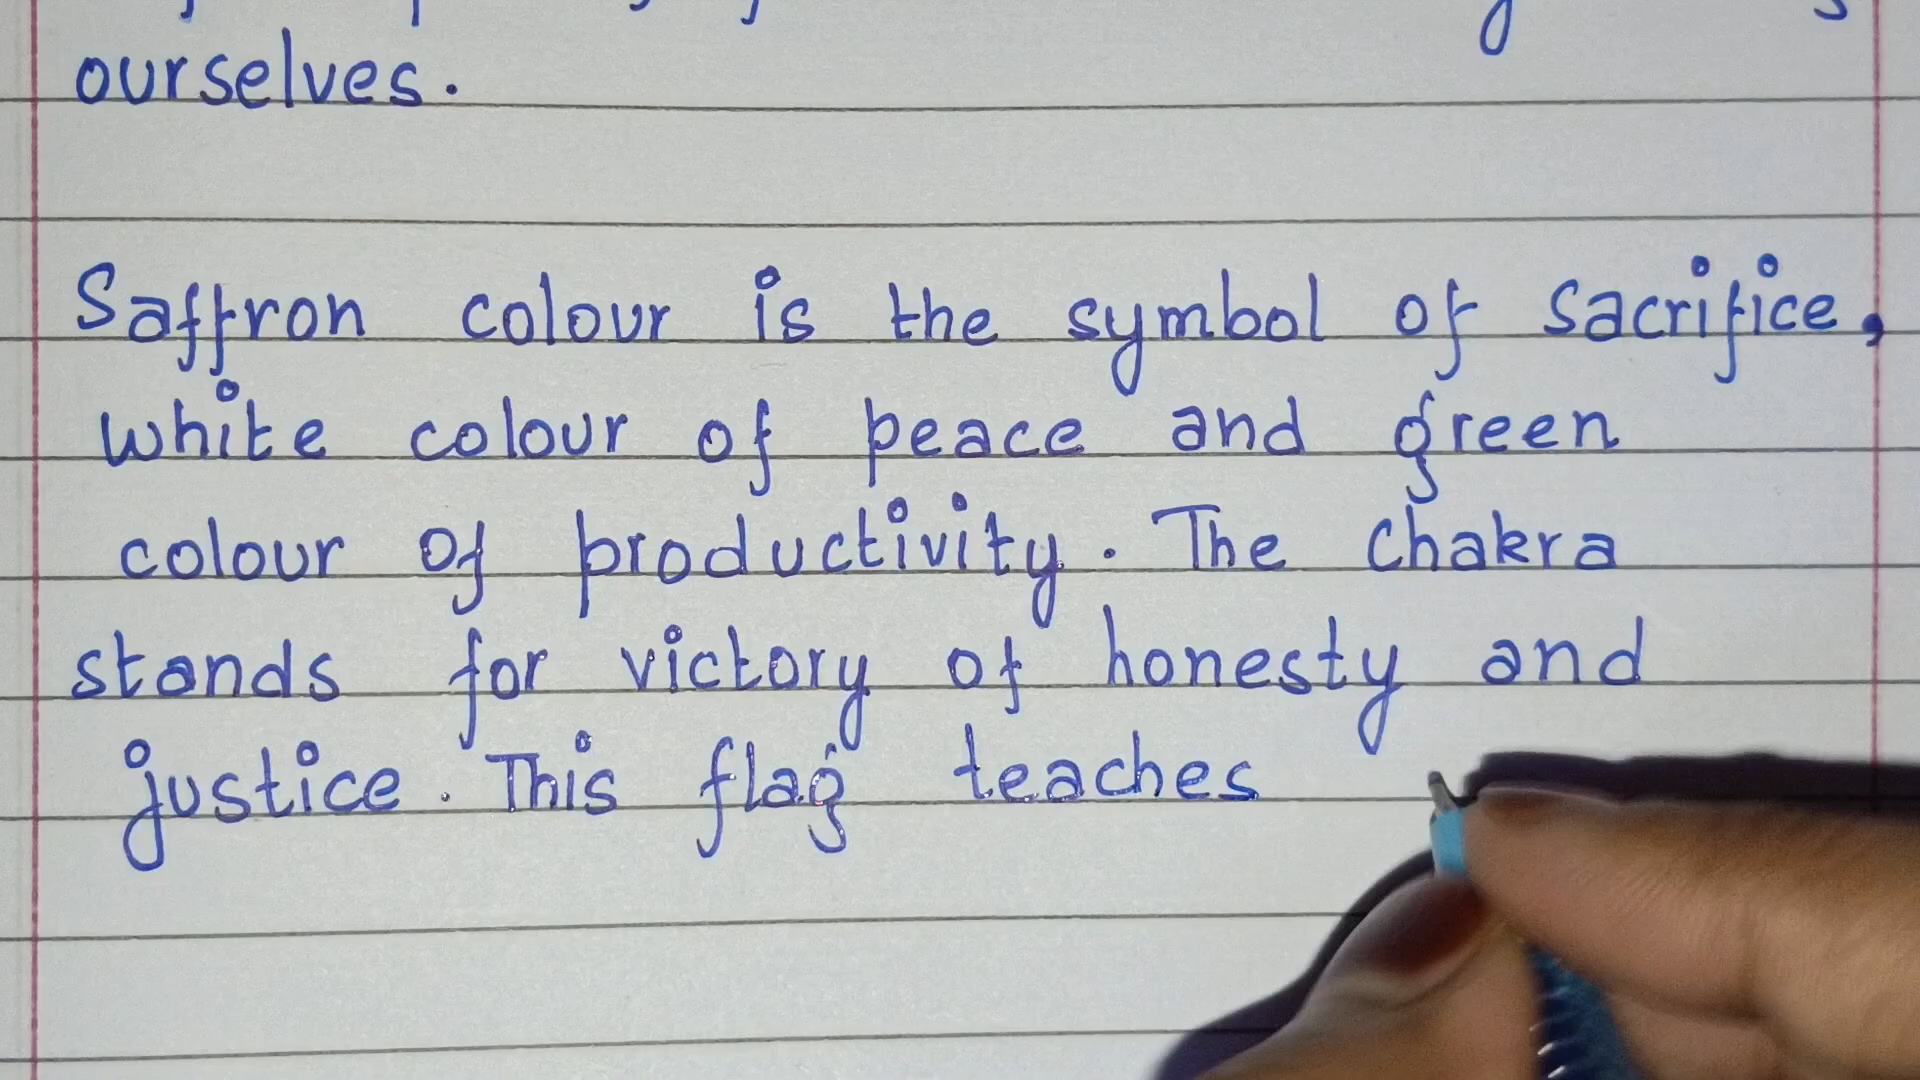 ourselves.
Saffron colour is the symbol of sacrifice,
white colour of peace and green
colour of productivity. The chakra
stands for victory of honesty and
justice. This flag teaches